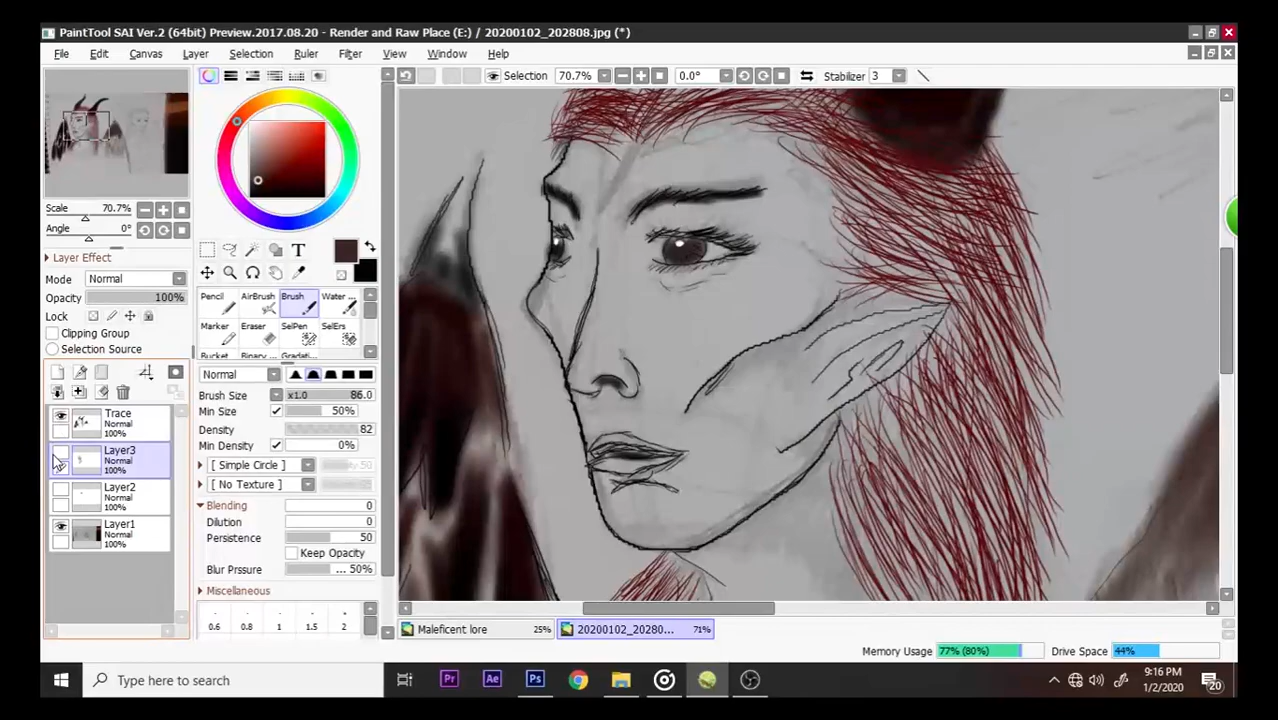 PaintTool SAI Ver.2 (64bit) Preview.2017.08.20 - Render and Raw Place (E:) / 20200102_202808.jpg (*)
File Edit Canvas Layer Selection Ruler Filter View Window Help
Selection 70.7% 0.0° Stabilizer 3
Scale 70.7%
Angle 0°
Layer Effect
Mode Normal
Opacity 100%
Lock
Clipping Group
Selection Source
Trace
Normal
100%
Layer3
Normal
100%
Layer2
Normal
100%
Layer1
Normal
100%
T
Pencil AirBrush Brush Water ...
Marker Eraser SelPen SelErs
Bucket Binary ... Gradati...
Normal
Brush Size x1.0 86.0
Min Size 50%
Density 82
Min Density 0%
[ Simple Circle ] 50
[ No Texture ]
Blending 0
Dilution 0
Persistence 50
Keep Opacity
Blur Prssure ... 50%
Miscellaneous
0.6 0.8 1 1.5 2
Maleficent lore 25%
20200102_20280... 71%
Memory Usage 77% (80%) Drive Space 44%
Type here to search
Pr Ae Ps
9:16 PM
1/2/2020
20